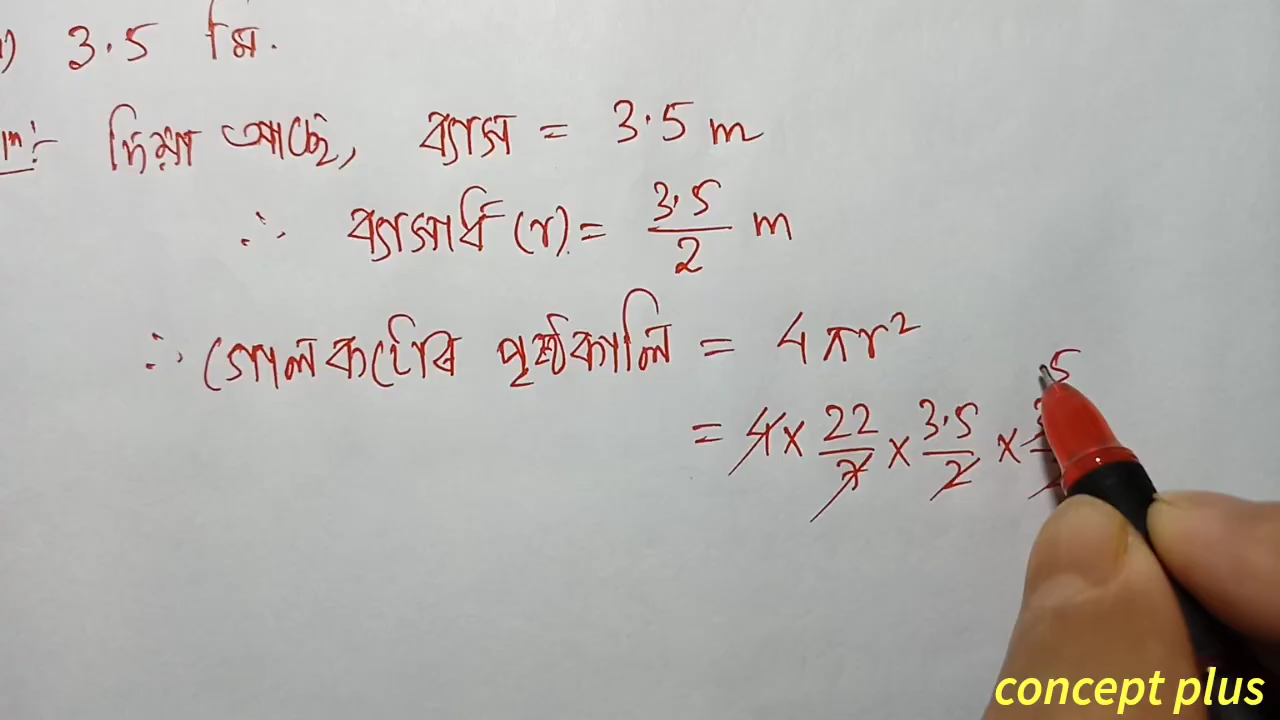 ) 3.5 মি.
ln:- দিয়া আছে, ব্যাস = 3.5 m
∴ ব্যাসাৰ্ধ (r) = 3.5/2 m
∴ গোলকটোৰ পৃষ্ঠকালি = 4πr²
= 4 × 22/7 × 3.5/2 ×
.5
concept plus